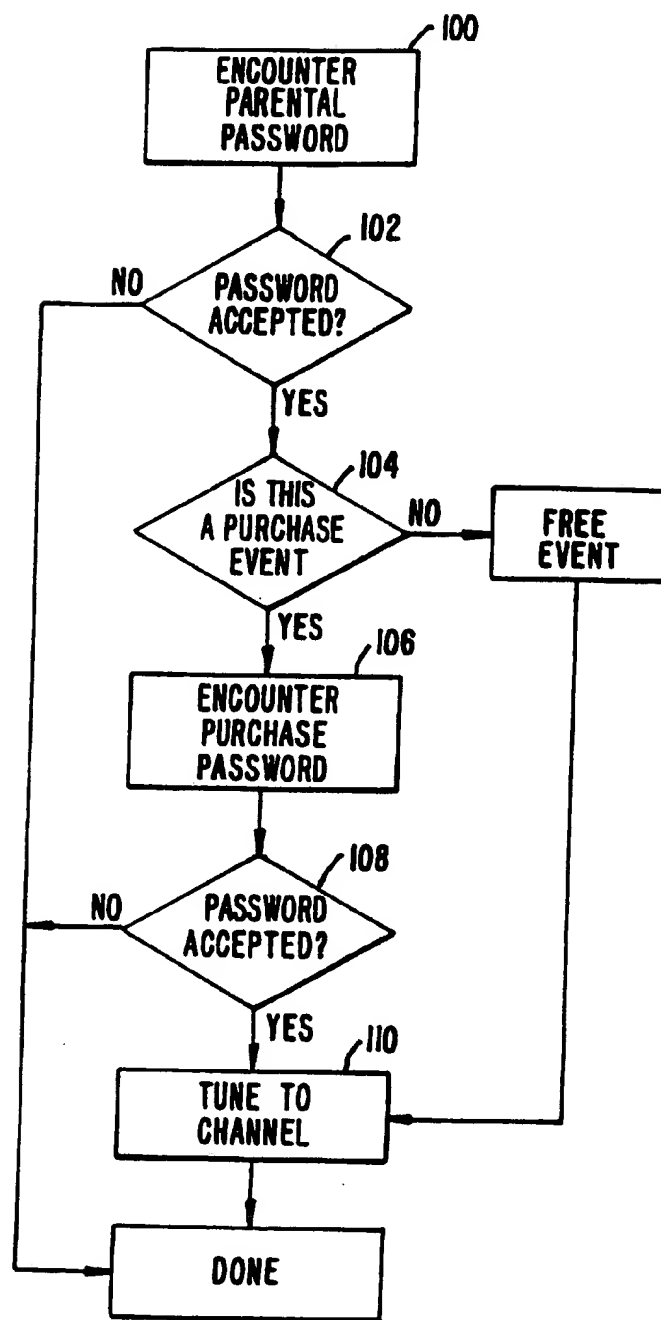 100
ENCOUNTER
PARENTAL
PASSWORD
102
NO
PASSWORD
ACCEPTED?
YES
104
IS THIS
A PURCHASE
EVENT
NO
FREE
EVENT
YES
106
ENCOUNTER
PURCHASE
PASSWORD
108
NO
PASSWORD
ACCEPTED?
YES
110
TUNE TO
CHANNEL
DONE